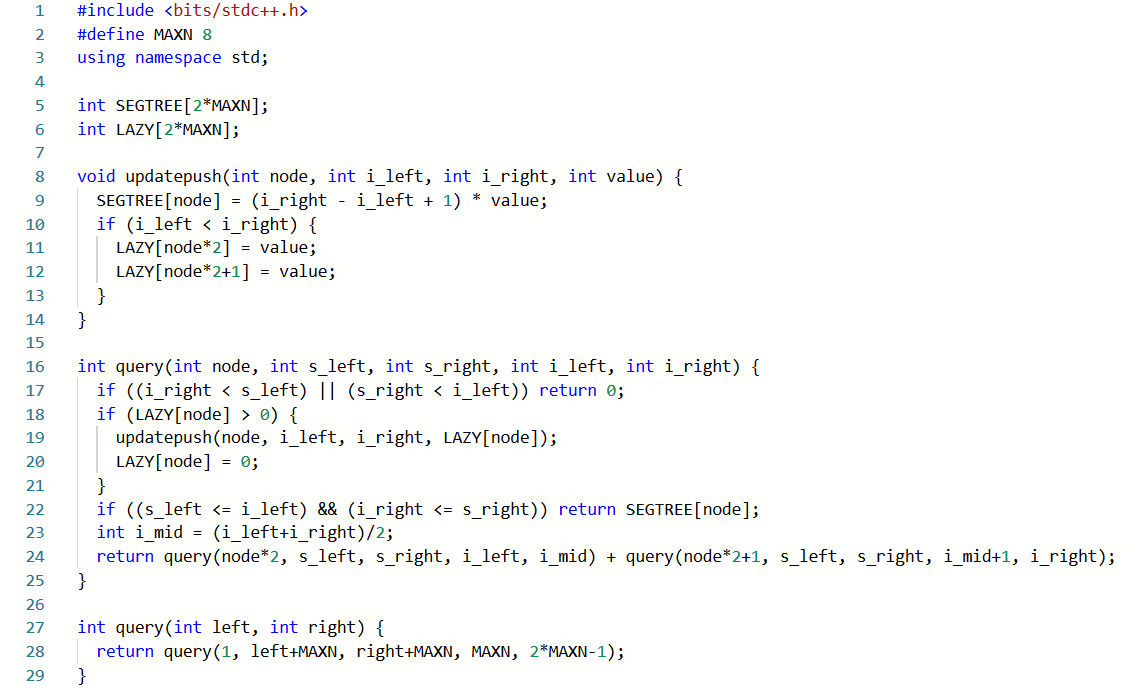 1 #include <bits/stdc++.h>
2 #define MAXN 8
3 using namespace std;
4
5 int SEGTREE[2*MAXN];
6 int LAZY[2*MAXN];
7
8 void updatepush(int node, int i_left, int i_right, int value) {
9   SEGTREE[node] = (i_right - i_left + 1) * value;
10   if (i_left < i_right) {
11     LAZY[node*2] = value;
12     LAZY[node*2+1] = value;
13   }
14 }
15
16 int query(int node, int s_left, int s_right, int i_left, int i_right) {
17   if ((i_right < s_left) || (s_right < i_left)) return 0;
18   if (LAZY[node] > 0) {
19     updatepush(node, i_left, i_right, LAZY[node]);
20     LAZY[node] = 0;
21   }
22   if ((s_left <= i_left) && (i_right <= s_right)) return SEGTREE[node];
23   int i_mid = (i_left+i_right)/2;
24   return query(node*2, s_left, s_right, i_left, i_mid) + query(node*2+1, s_left, s_right, i_mid+1, i_right);
25 }
26
27 int query(int left, int right) {
28   return query(1, left+MAXN, right+MAXN, MAXN, 2*MAXN-1);
29 }